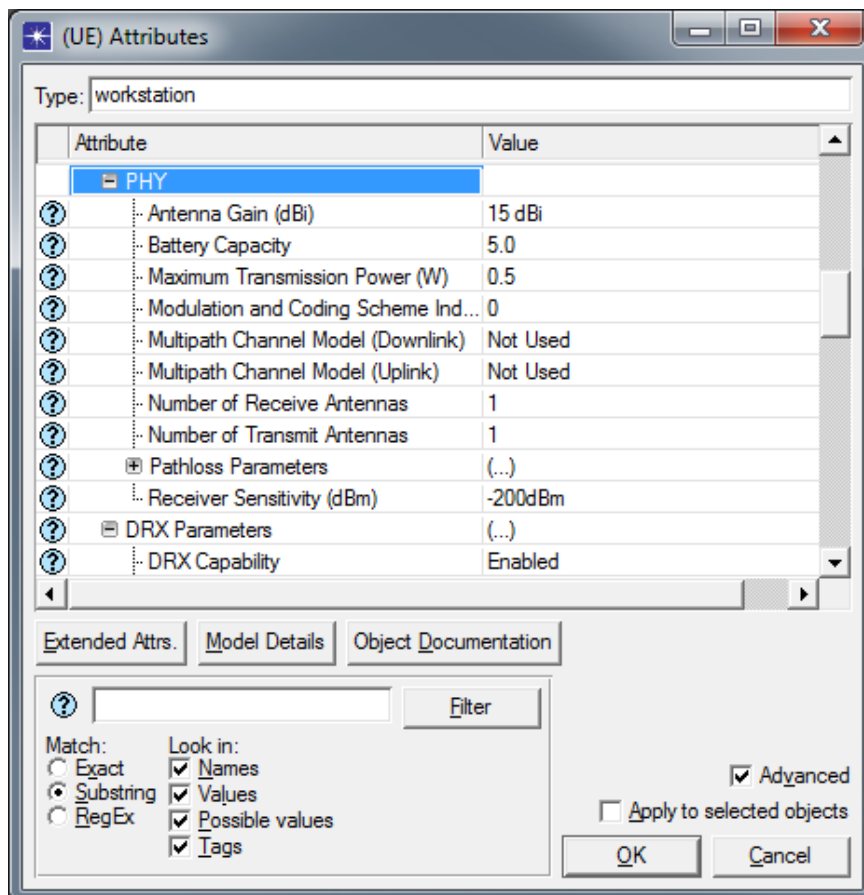 (UE) Attributes
Type: workstation
Attribute Value
PHY
Antenna Gain (dBi) 15 dBi
Battery Capacity 5.0
Maximum Transmission Power (W) 0.5
Modulation and Coding Scheme Ind... 0
Multipath Channel Model (Downlink) Not Used
Multipath Channel Model (Uplink) Not Used
Number of Receive Antennas 1
Number of Transmit Antennas 1
Pathloss Parameters (...)
Receiver Sensitivity (dBm) -200dBm
DRX Parameters (...)
DRX Capability Enabled
Extended Attrs. Model Details Object Documentation
Filter
Match: Look in:
Exact Names
Substring Values
RegEx Possible values
Tags
Advanced
Apply to selected objects
OK Cancel